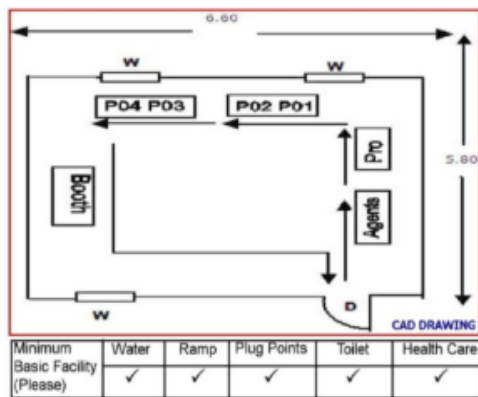 6.60
W
W
P04 P03
P02 P01
Pro
5.80
Booth
Agents
D
W
CAD DRAWING
Minimum Basic Facility (Please)
Water
Ramp
Plug Points
Toilet
Health Care
✓ ✓ ✓ ✓ ✓